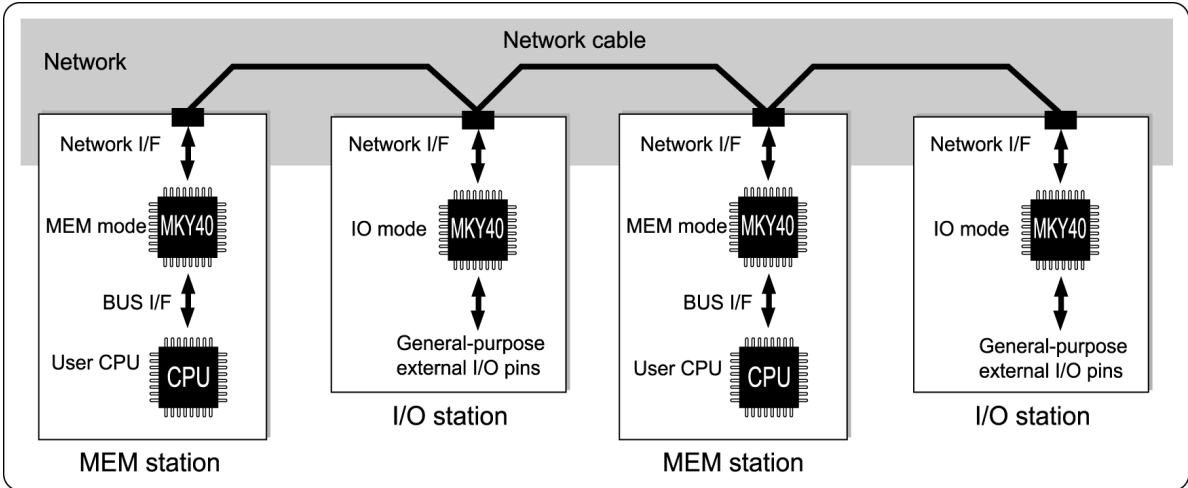 Network cable
Network
Network I/F
MEM mode
MKY40
BUS I/F
User CPU
CPU
MEM station
Network I/F
IO mode
MKY40
General-purpose
external I/O pins
I/O station
Network I/F
MEM mode
MKY40
BUS I/F
User CPU
CPU
MEM station
Network I/F
IO mode
MKY40
General-purpose
external I/O pins
I/O station